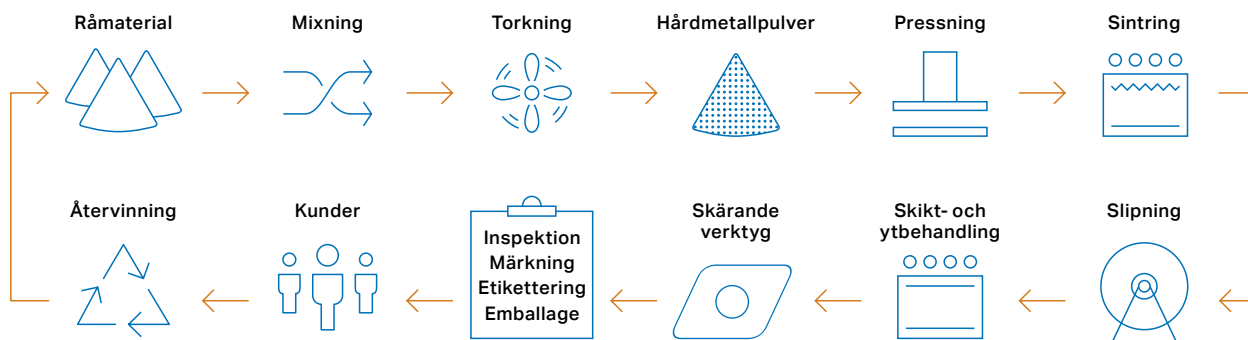 Råmaterial
Mixning
Torkning
Hårdmetallpulver
Pressning
Sintring
Återvinning
Kunder
Inspektion
Märkning
Etikettering
Emballage
Skärande
verktyg
Skikt- och
ytbehandling
Slipning